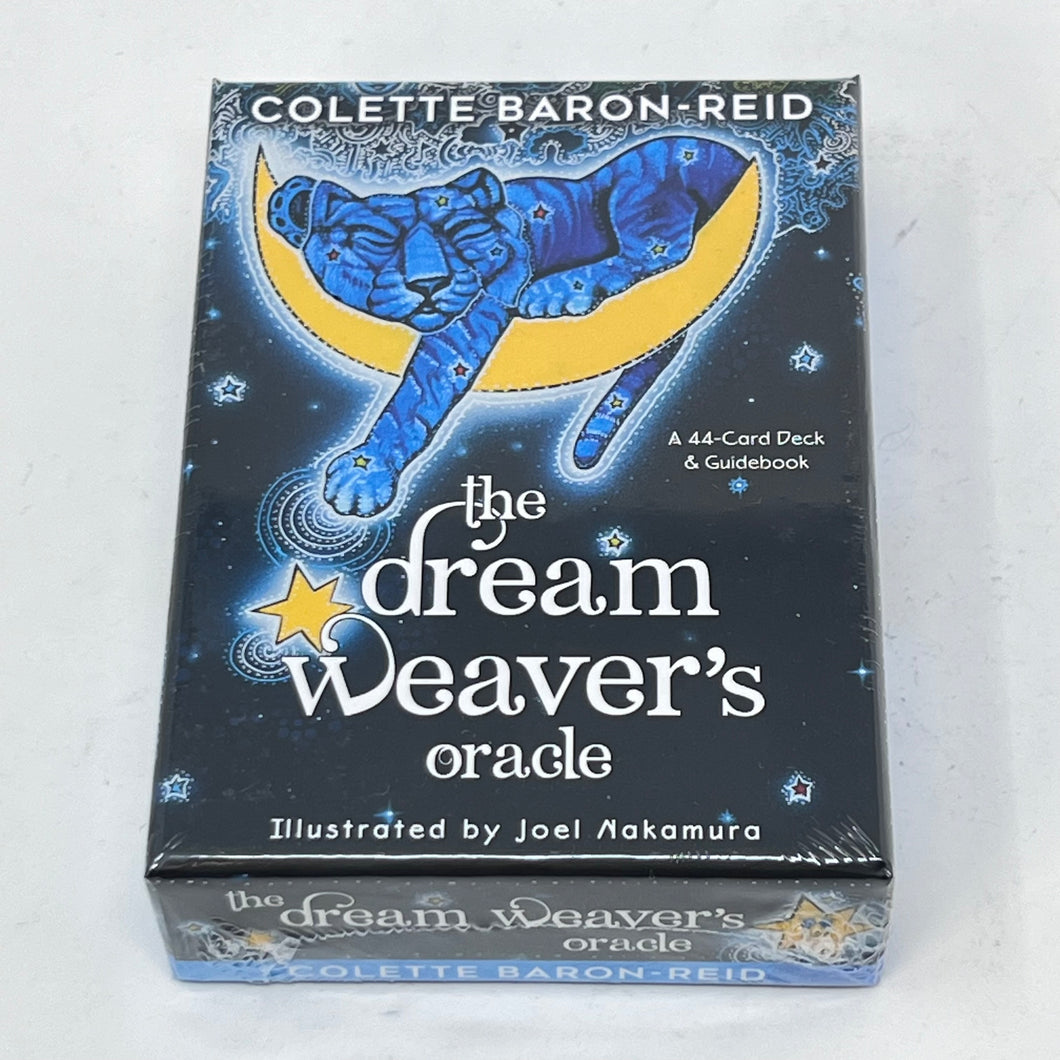 COLETTE BARON-REID
A 44-Card Deck
& Guidebook
the
dream
weaver's
oracle
Illustrated by Joel Nakamura
the dream weaver's
oracle
COLETTE BARON-REID